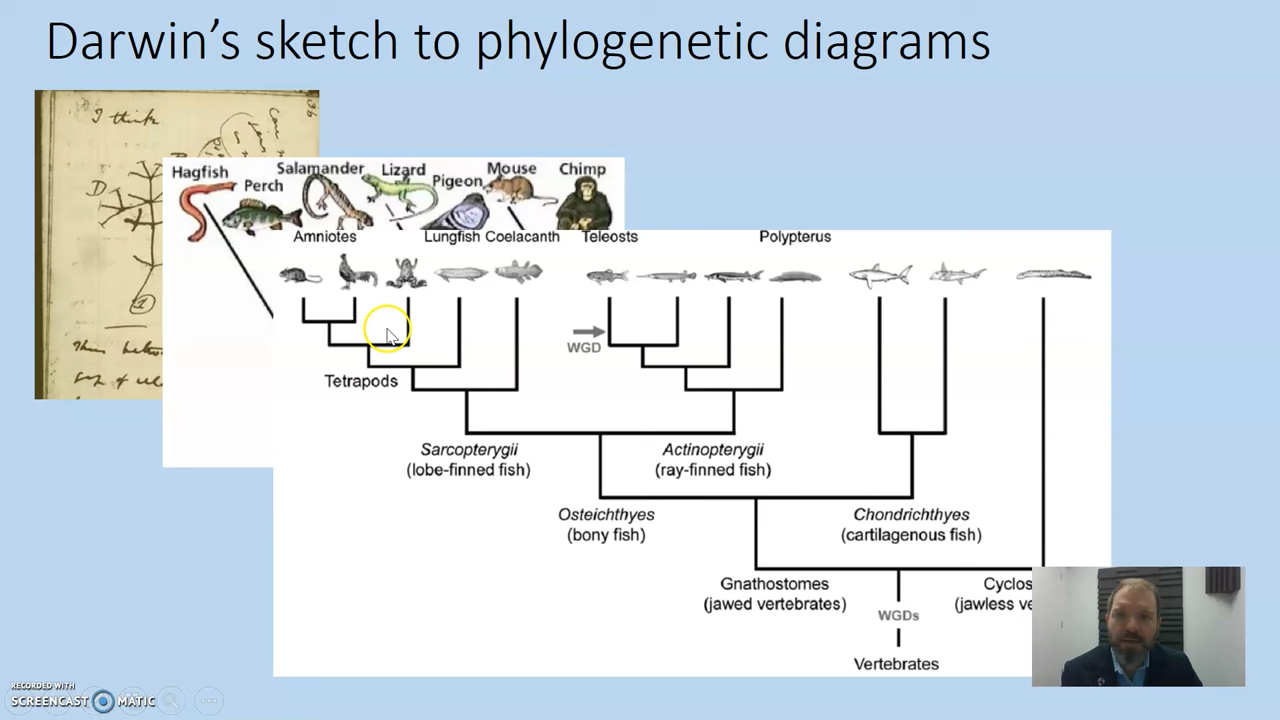 Darwin's sketch to phylogenetic diagrams
I think
D
1
Hagfish
Perch
Salamander
Lizard
Pigeon
Mouse
Chimp
Amniotes
Lungfish Coelacanth
Teleosts
Polypterus
WGD
Tetrapods
Sarcopterygii
(lobe-finned fish)
Actinopterygii
(ray-finned fish)
Osteichthyes
(bony fish)
Chondrichthyes
(cartilagenous fish)
Gnathostomes
(jawed vertebrates)
Cyclos
(jawless ve
WGDs
Vertebrates
RECORDED WITH
SCREENCAST MATIC